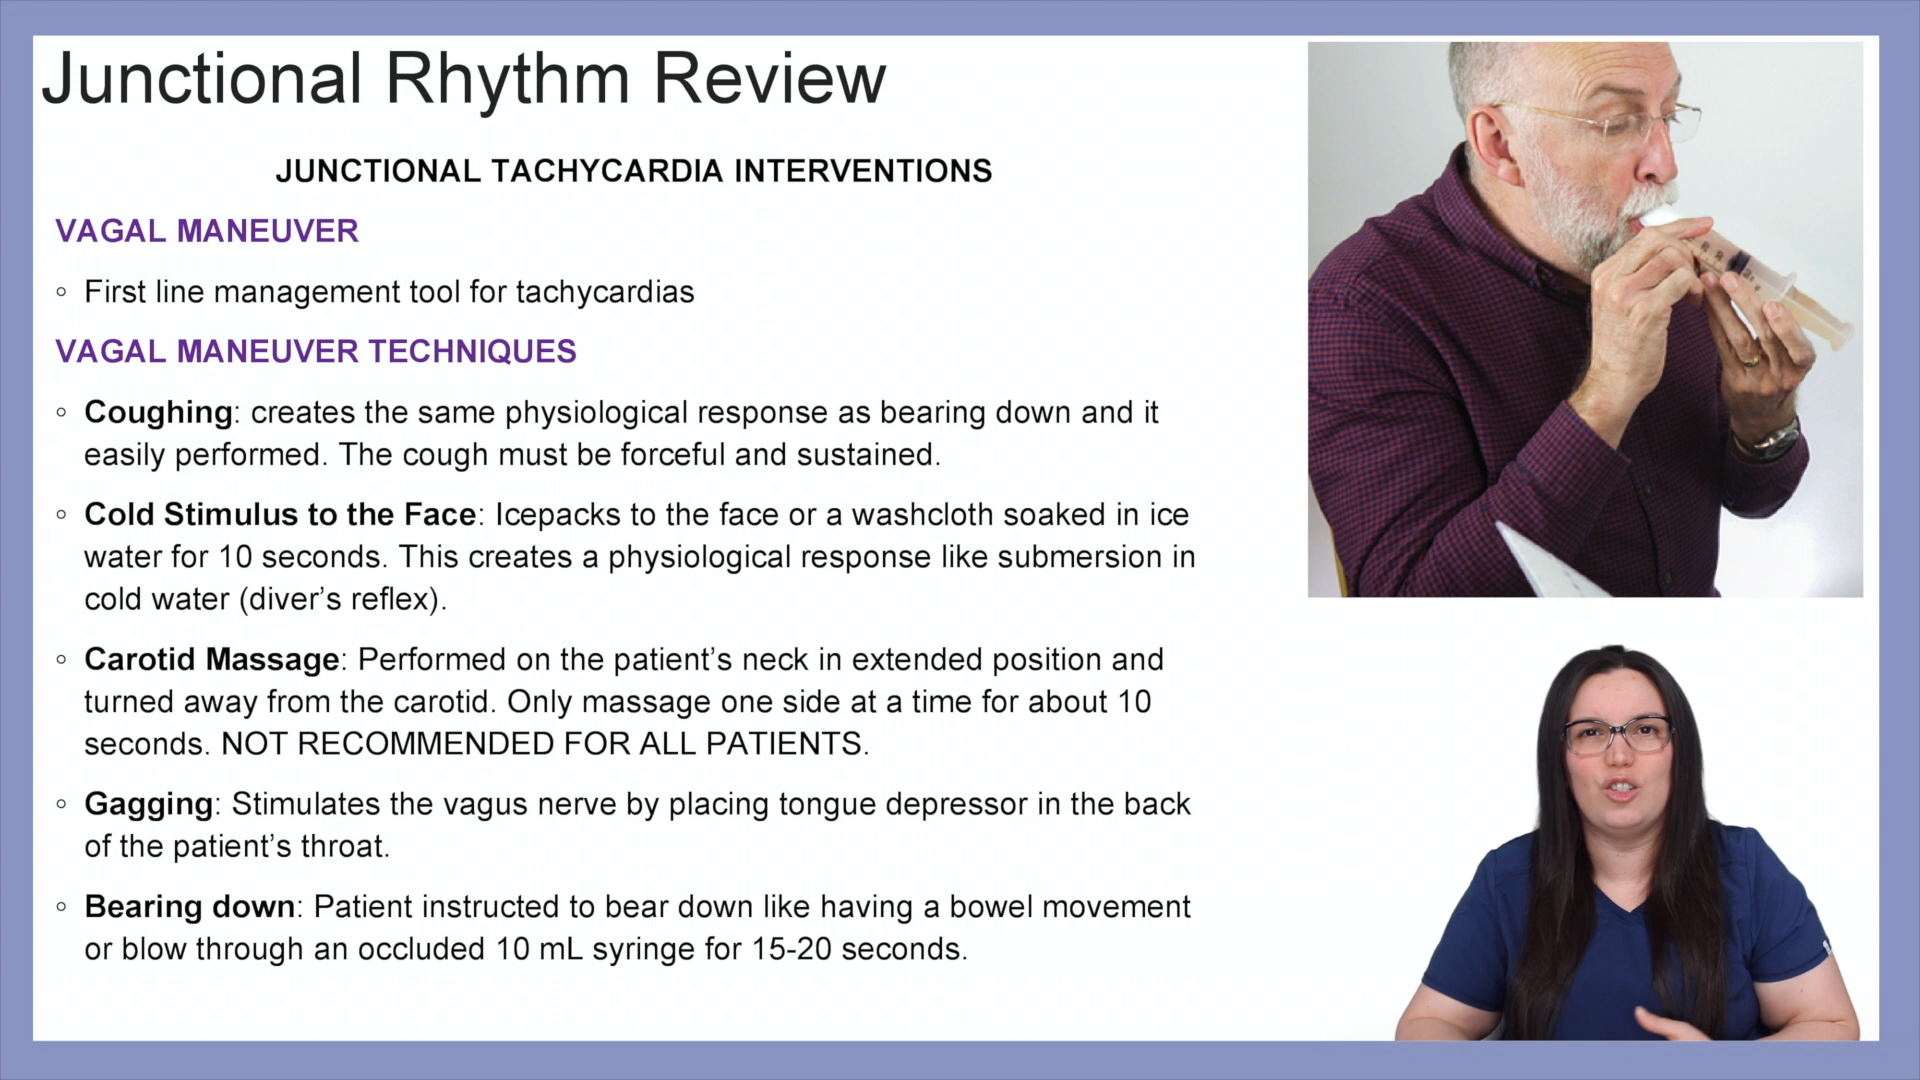 Junctional Rhythm Review
JUNCTIONAL TACHYCARDIA INTERVENTIONS
VAGAL MANEUVER
◦ First line management tool for tachycardias
VAGAL MANEUVER TECHNIQUES
◦ Coughing: creates the same physiological response as bearing down and it
easily performed. The cough must be forceful and sustained.
◦ Cold Stimulus to the Face: Icepacks to the face or a washcloth soaked in ice
water for 10 seconds. This creates a physiological response like submersion in
cold water (diver’s reflex).
◦ Carotid Massage: Performed on the patient’s neck in extended position and
turned away from the carotid. Only massage one side at a time for about 10
seconds. NOT RECOMMENDED FOR ALL PATIENTS.
◦ Gagging: Stimulates the vagus nerve by placing tongue depressor in the back
of the patient’s throat.
◦ Bearing down: Patient instructed to bear down like having a bowel movement
or blow through an occluded 10 mL syringe for 15-20 seconds.